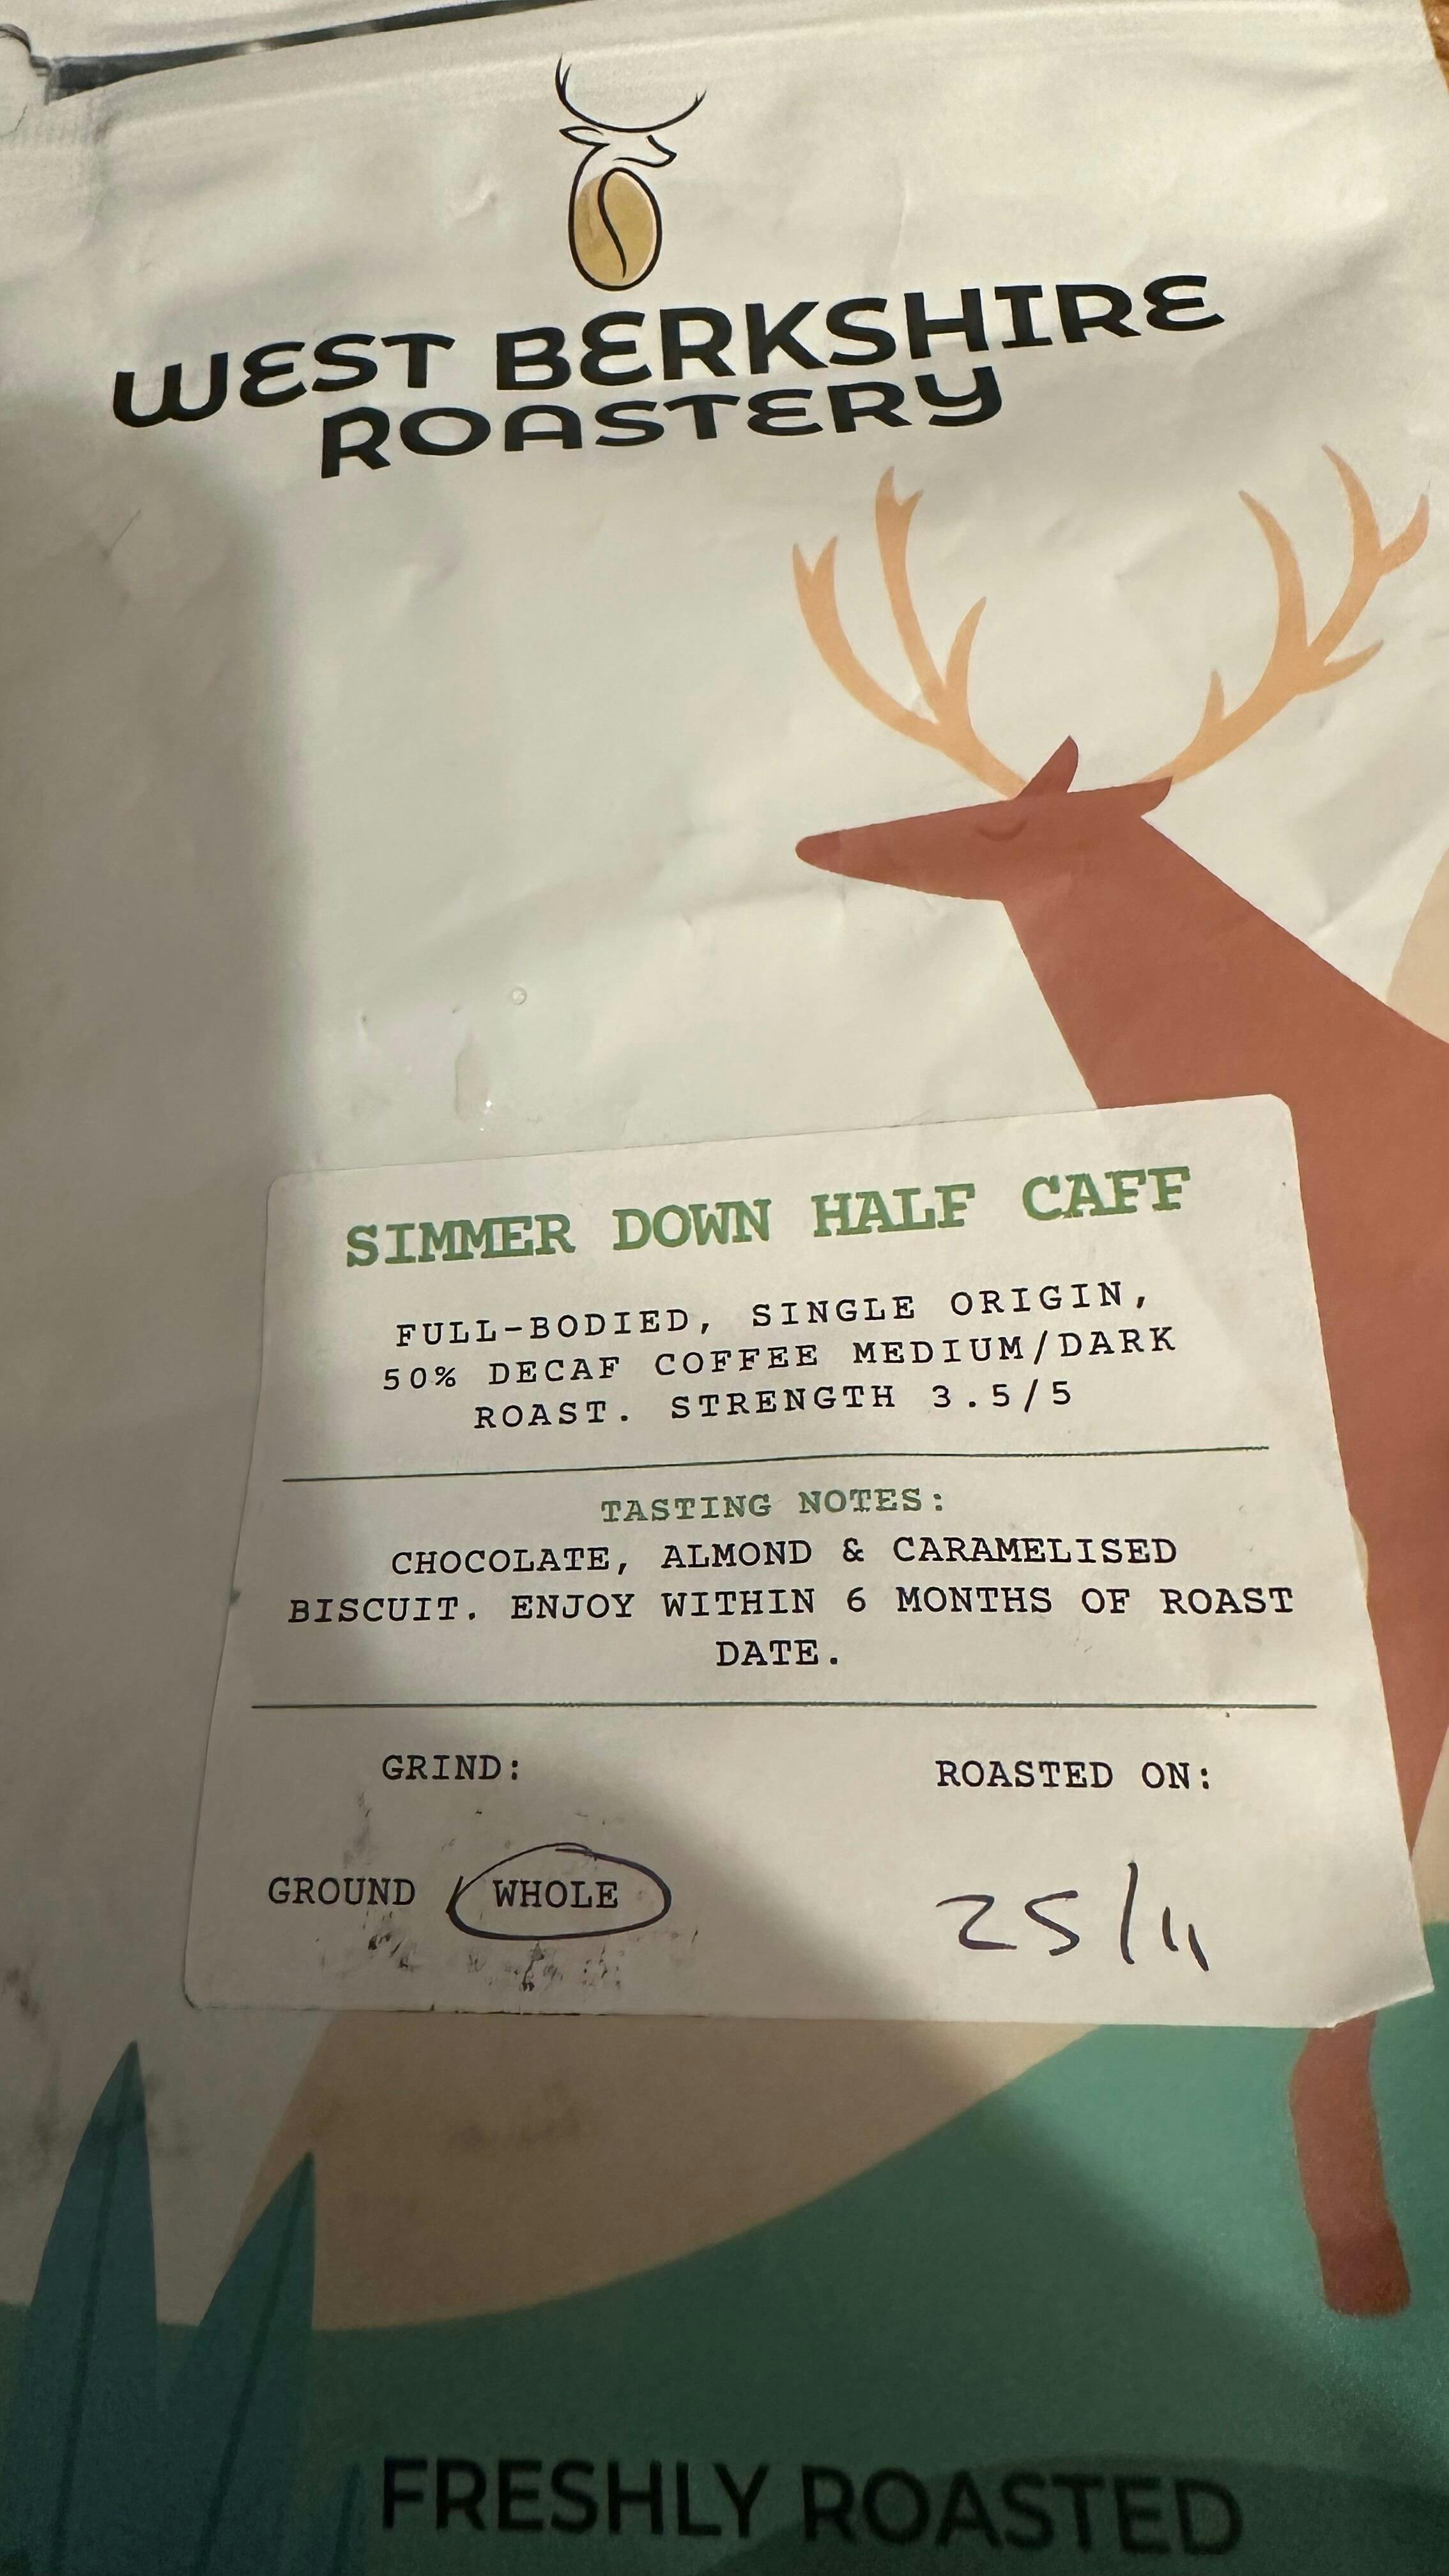 WEST BERKSHIRE
ROASTERY
SIMMER DOWN HALF CAFF
FULL-BODIED, SINGLE ORIGIN,
50% DECAF COFFEE MEDIUM/DARK
ROAST. STRENGTH 3.5/5
TASTING NOTES:
CHOCOLATE, ALMOND & CARAMELISED
BISCUIT. ENJOY WITHIN 6 MONTHS OF ROAST
DATE.
GRIND:
ROASTED ON:
GROUND WHOLE
25/11
FRESHLY ROASTED